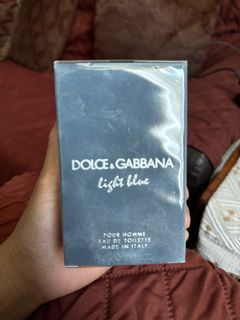 DOLCE & GABBANA
light blue
POUR HOMME
EAU DE TOILETTE
MADE IN ITALY